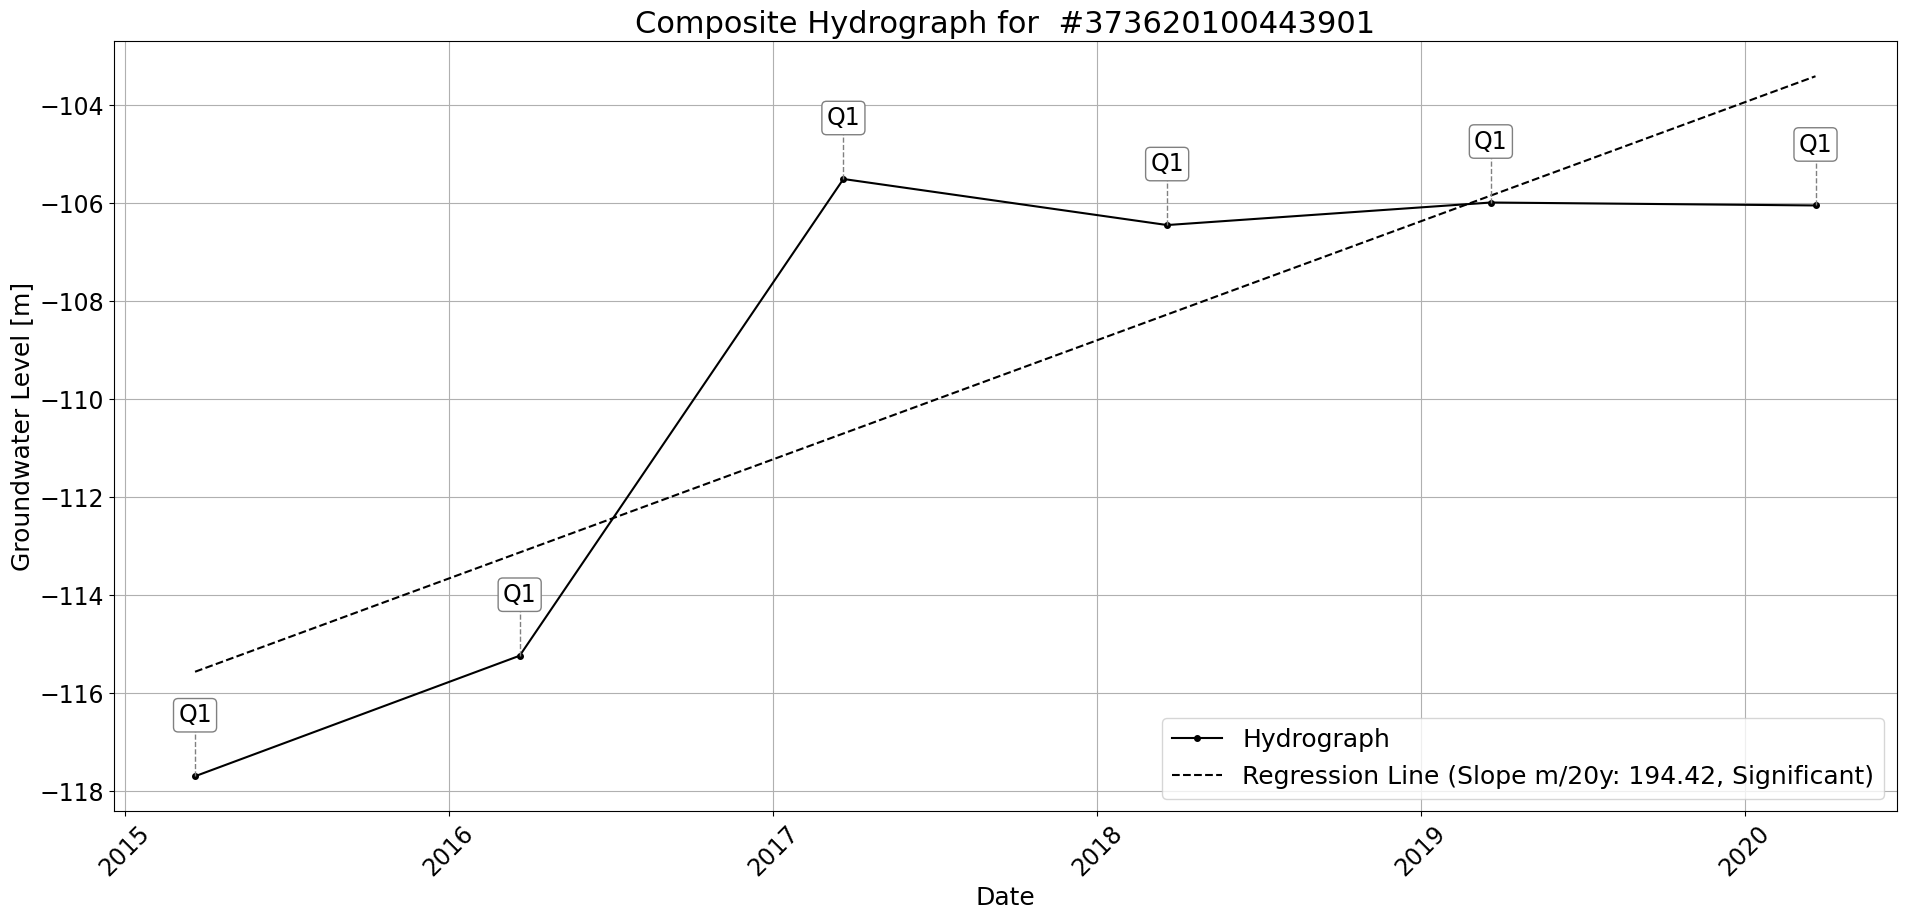 Composite Hydrograph for  #373620100443901
Groundwater Level [m]
−104
−106
−108
−110
−112
−114
−116
−118
Q1
Q1
Q1
Q1
Q1
Q1
Hydrograph
Regression Line (Slope m/20y: 194.42, Significant)
2015
2016
2017
2018
2019
2020
Date